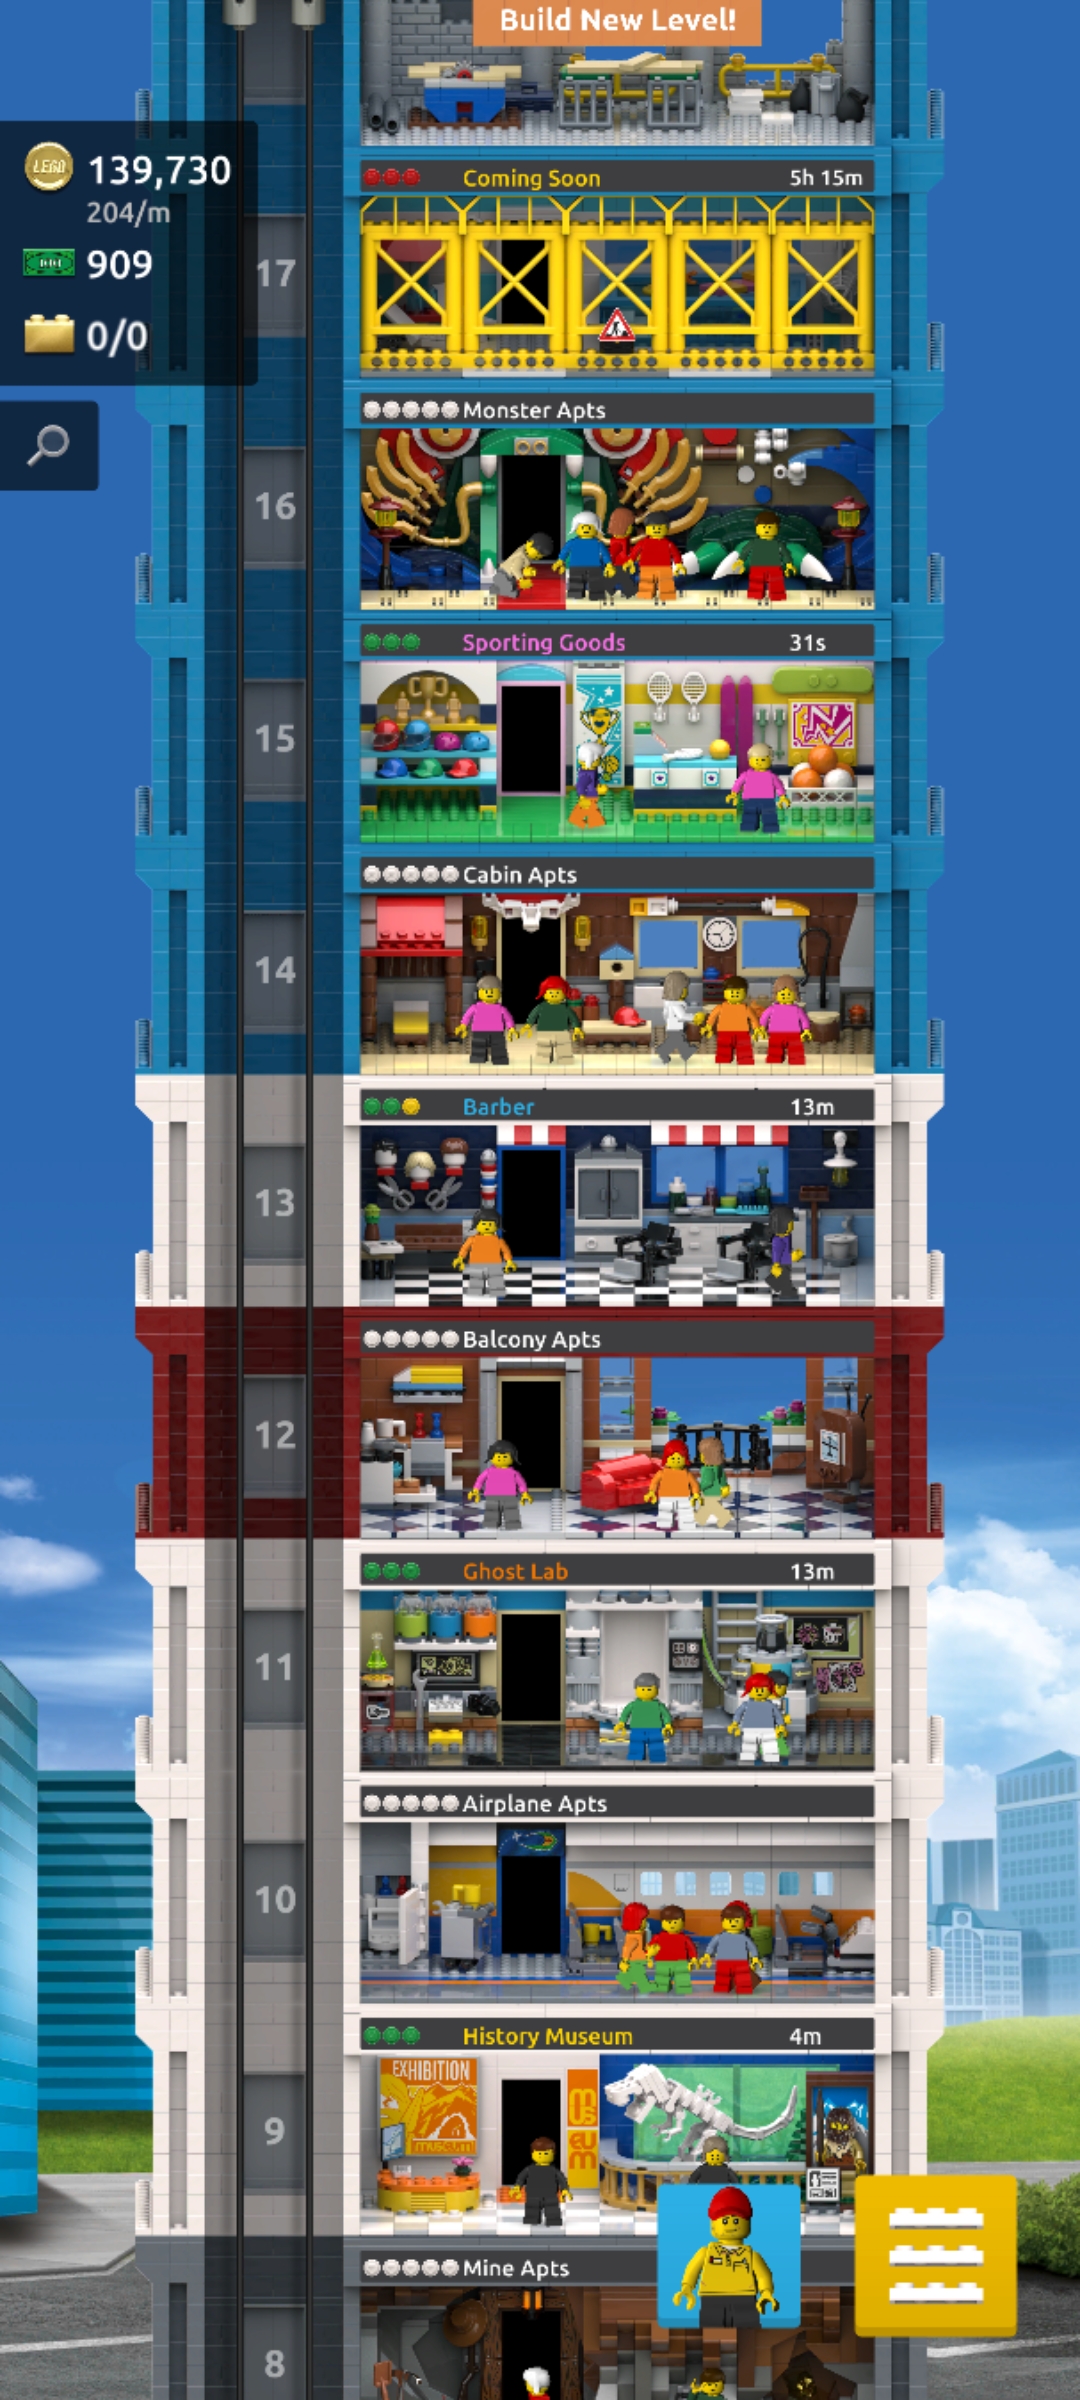 Build New Level!
LEGO
139,730
204/m
909
0/0
Coming Soon 5h 15m
17
Monster Apts
16
Sporting Goods 31s
15
N
Cabin Apts
14
Barber 13m
13
Balcony Apts
12
Ghost Lab 13m
11
Airplane Apts
10
History Museum 4m
EXHIBITION
museum
mus
eum
9
Mine Apts
8